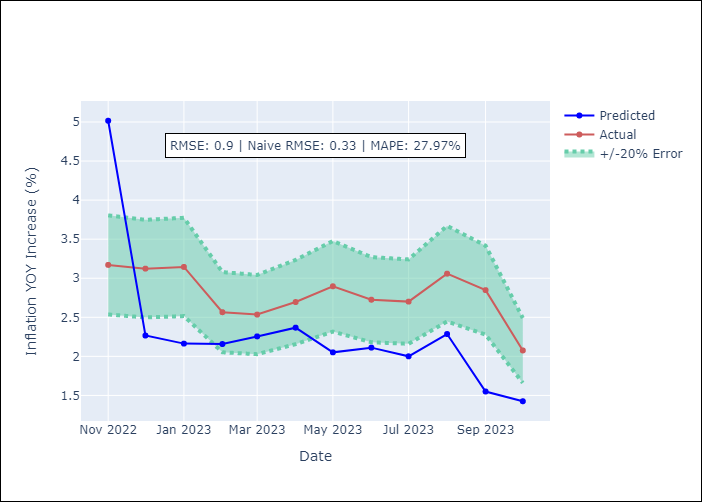 RMSE: 0.9 | Naive RMSE: 0.33 | MAPE: 27.97%
Predicted
Actual
+/-20% Error
Inflation YOY Increase (%)
5
4.5
4
3.5
3
2.5
2
1.5
Nov 2022
Jan 2023
Mar 2023
May 2023
Jul 2023
Sep 2023
Date